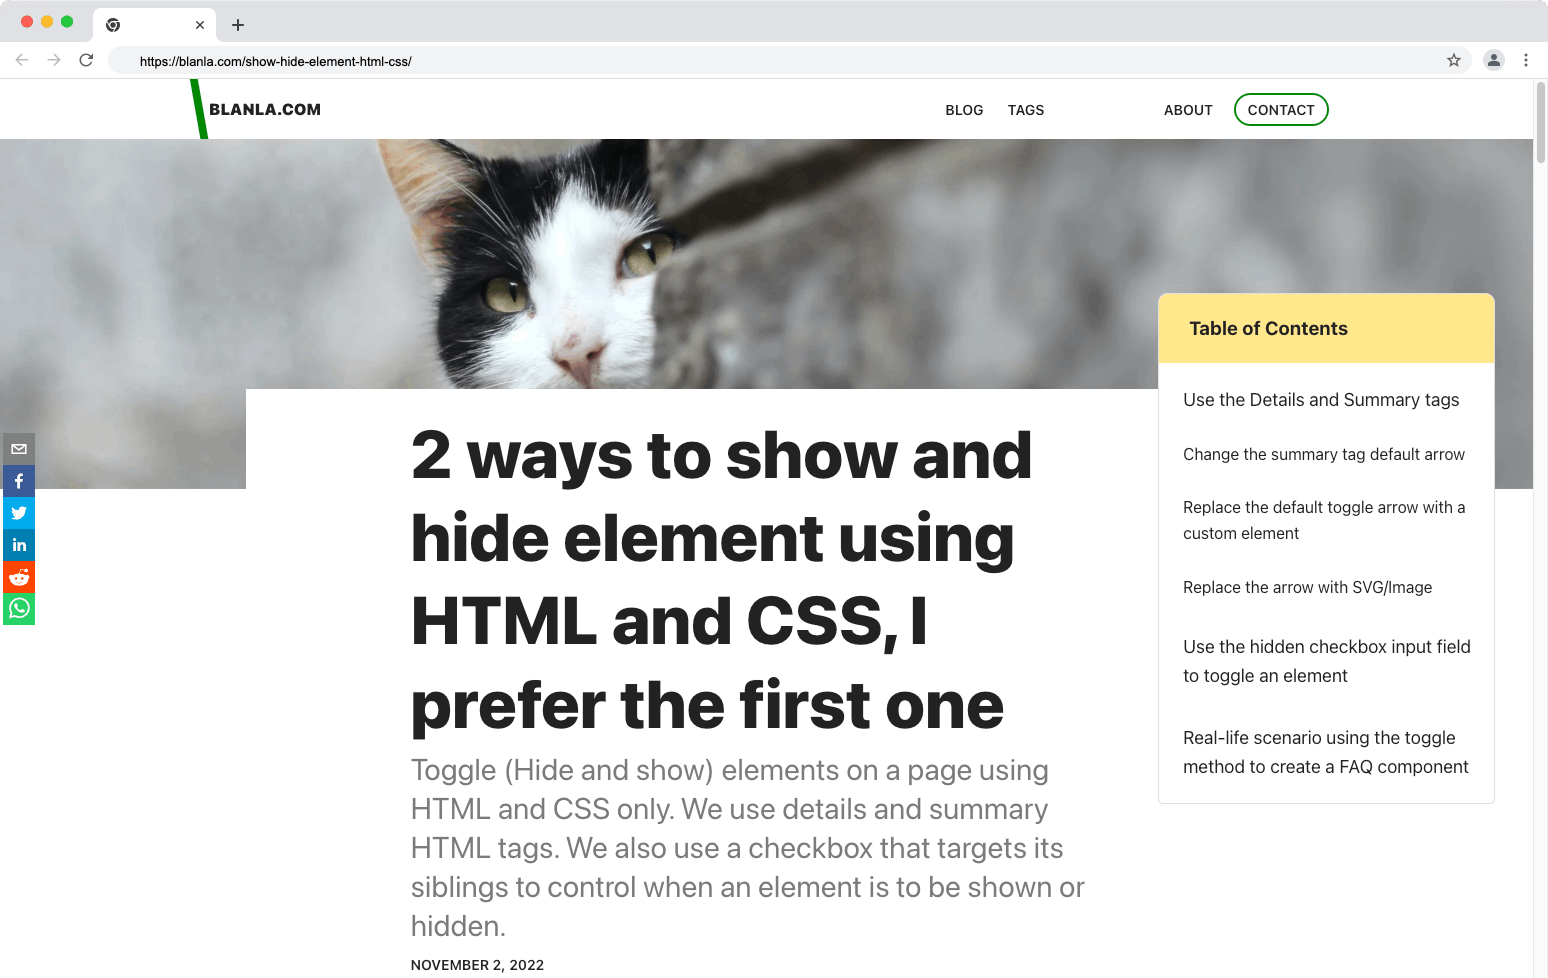 https://blanla.com/show-hide-element-html-css/
BLANLA.COM
BLOG TAGS ABOUT CONTACT
Table of Contents
Use the Details and Summary tags
Change the summary tag default arrow
Replace the default toggle arrow with a
custom element
Replace the arrow with SVG/Image
Use the hidden checkbox input field
to toggle an element
Real-life scenario using the toggle
method to create a FAQ component
2 ways to show and
hide element using
HTML and CSS, I
prefer the first one
Toggle (Hide and show) elements on a page using
HTML and CSS only. We use details and summary
HTML tags. We also use a checkbox that targets its
siblings to control when an element is to be shown or
hidden.
NOVEMBER 2, 2022